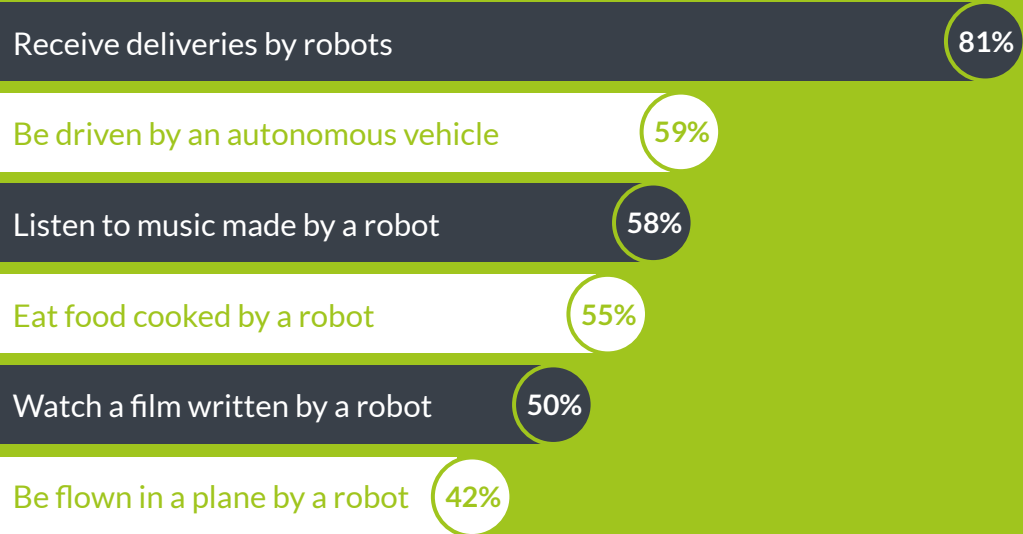 Receive deliveries by robots 81%
Be driven by an autonomous vehicle 59%
Listen to music made by a robot 58%
Eat food cooked by a robot 55%
Watch a film written by a robot 50%
Be flown in a plane by a robot 42%